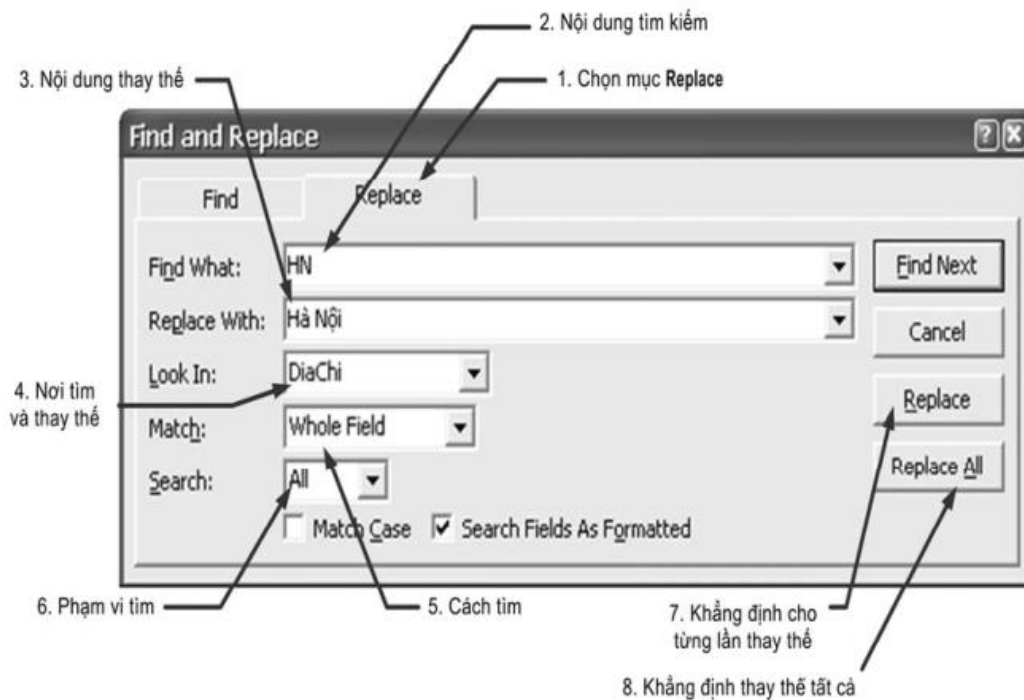 2. Nội dung tìm kiếm
3. Nội dung thay thế
1. Chọn mục Replace
Find and Replace
Find
Replace
Find What:
HN
Find Next
Replace With:
Hà Nội
Cancel
Look In:
DiaChi
4. Nơi tìm
và thay thế
Replace
Match:
Whole Field
Replace All
Search:
All
Match Case
Search Fields As Formatted
6. Phạm vi tìm
5. Cách tìm
7. Khẳng định cho
từng lần thay thế
8. Khẳng định thay thế tất cả